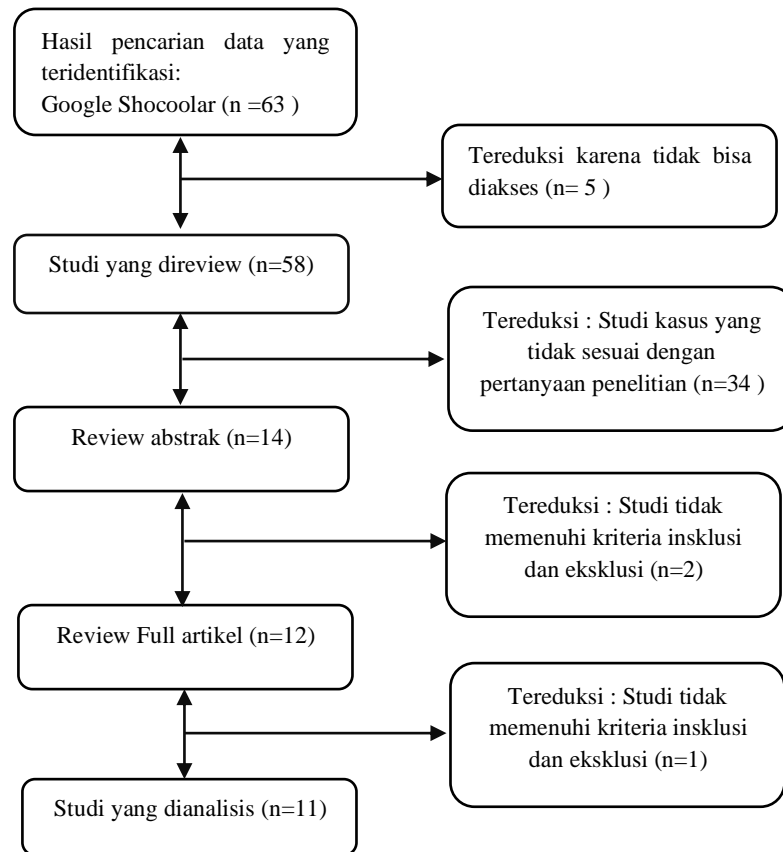 Hasil pencarian data yang
teridentifikasi:
Google Shocoolar (n =63 )
Tereduksi karena tidak bisa
diakses (n= 5 )
Studi yang direview (n=58)
Tereduksi : Studi kasus yang
tidak sesuai dengan
pertanyaan penelitian (n=34 )
Review abstrak (n=14)
Tereduksi : Studi tidak
memenuhi kriteria insklusi
dan eksklusi (n=2)
Review Full artikel (n=12)
Tereduksi : Studi tidak
memenuhi kriteria insklusi
dan eksklusi (n=1)
Studi yang dianalisis (n=11)